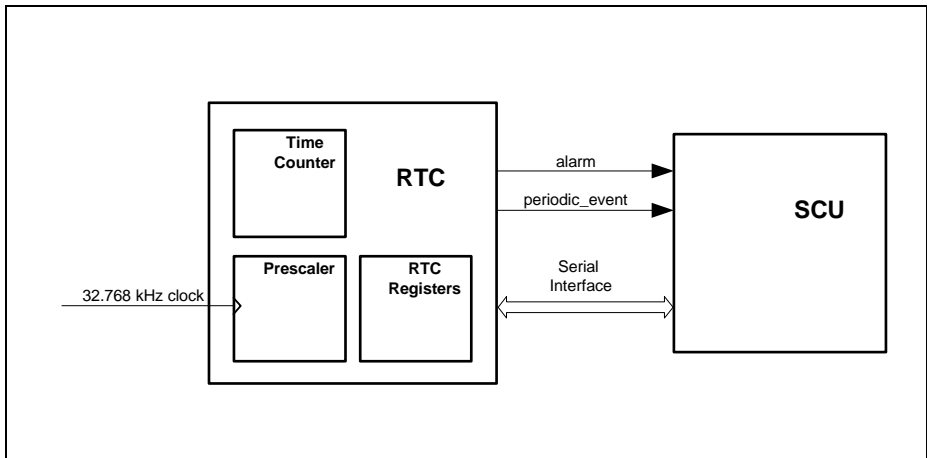 Time
Counter
RTC
alarm
periodic_event
SCU
Prescaler
RTC
Registers
Serial
Interface
32.768 kHz clock